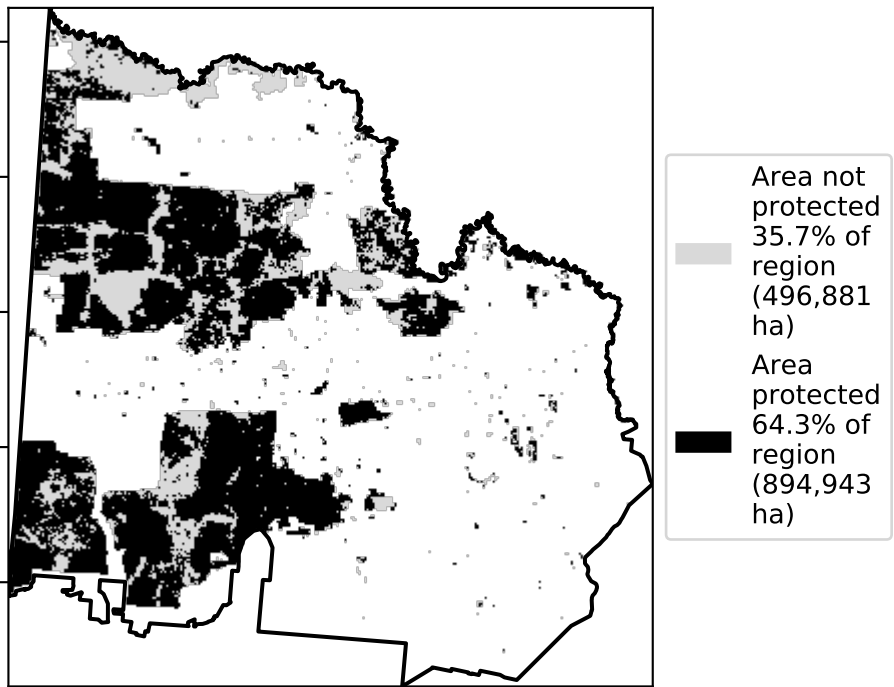 Area not
protected
35.7% of
region
(496,881
ha)
Area
protected
64.3% of
region
(894,943
ha)